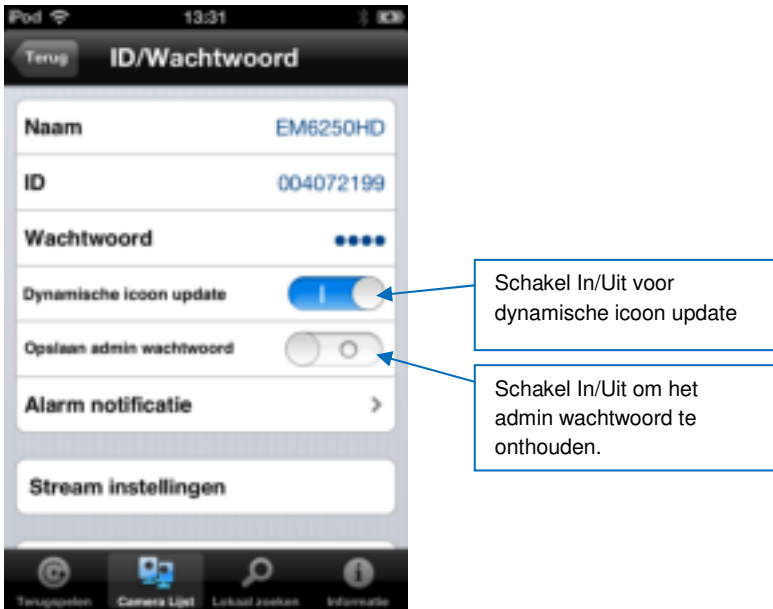 iPod 13:31
Terug ID/Wachtwoord
Naam EM6250HD
ID 004072199
Wachtwoord ●●●●
Dynamische icoon update
Opslaan admin wachtwoord
Alarm notificatie
Stream instellingen
Terugspelen Camera Lijst Lokaal zoeken Informatie
Schakel In/Uit voor
dynamische icoon update
Schakel In/Uit om het
admin wachtwoord te
onthouden.